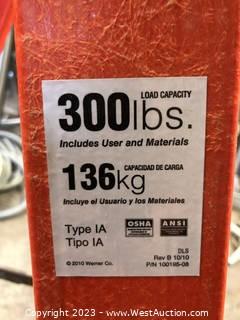 LOAD CAPACITY
300lbs.
Includes User and Materials
CAPACIDAD DE CARGA
136kg
Incluye el Usuario y los Materiales
Type IA
Tipo IA
OSHA
ANSI
DLS
Rev B 10/10
© 2010 Werner Co.
P/N 100195-08
Copyright 2023 - www.WestAuction.com